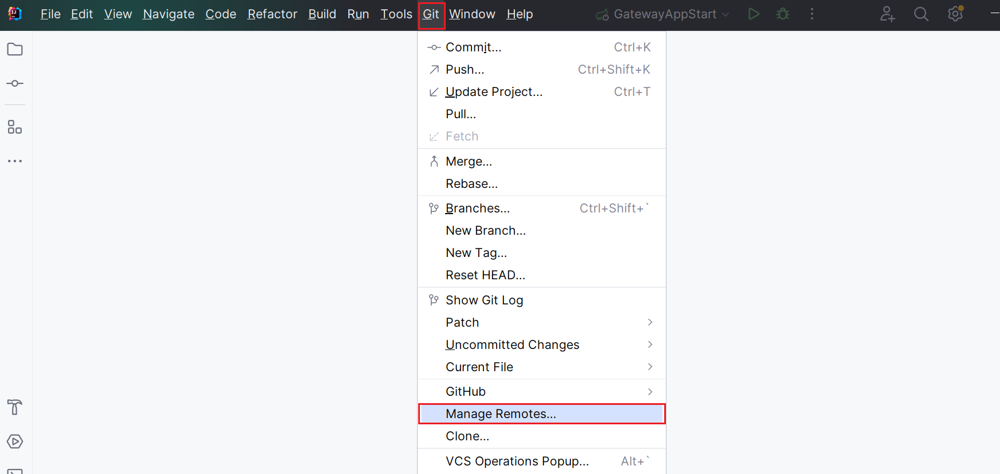 File Edit View Navigate Code Refactor Build Run Tools Git Window Help GatewayAppStart
Commit... Ctrl+K
Push... Ctrl+Shift+K
Update Project... Ctrl+T
Pull...
Fetch
Merge...
Rebase...
Branches... Ctrl+Shift+`
New Branch...
New Tag...
Reset HEAD...
Show Git Log
Patch
Uncommitted Changes
Current File
GitHub
Manage Remotes...
Clone...
VCS Operations Popup... Alt+`